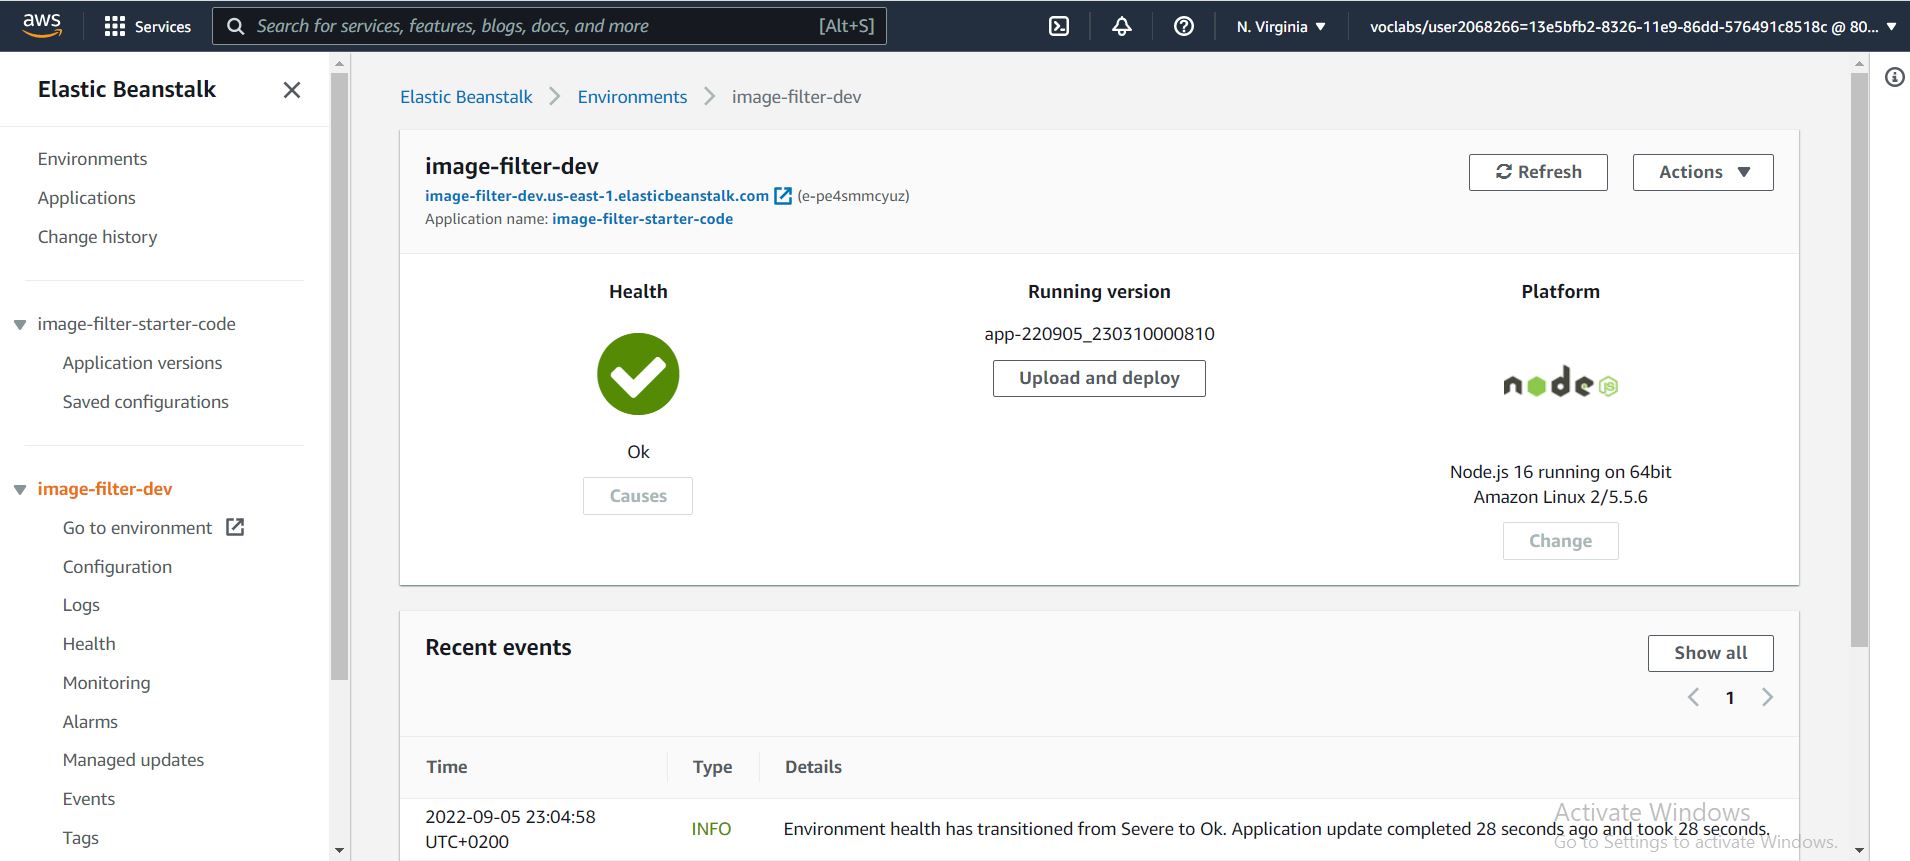 aws
Services
Search for services, features, blogs, docs, and more
[Alt+S]
N. Virginia
voclabs/user2068266=13e5bfb2-8326-11e9-86dd-576491c8518c @ 80...
Elastic Beanstalk
Environments
Applications
Change history
image-filter-starter-code
Application versions
Saved configurations
image-filter-dev
Go to environment
Configuration
Logs
Health
Monitoring
Alarms
Managed updates
Events
Tags
Elastic Beanstalk
Environments
image-filter-dev
image-filter-dev
image-filter-dev.us-east-1.elasticbeanstalk.com (e-pe4smmcyuz)
Application name: image-filter-starter-code
Refresh
Actions
Health
Ok
Causes
Running version
app-220905_230310000810
Upload and deploy
Platform
node JS
Node.js 16 running on 64bit
Amazon Linux 2/5.5.6
Change
Recent events
Show all
1
Time
Type
Details
2022-09-05 23:04:58
UTC+0200
INFO
Environment health has transitioned from Severe to Ok. Application update completed 28 seconds ago and took 28 seconds.
Activate Windows
Go to Settings to activate Windows.